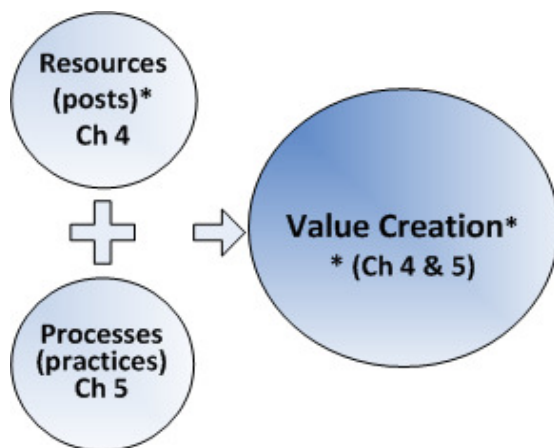 Resources
(posts)*
Ch 4
Processes
(practices)
Ch 5
Value Creation*
* (Ch 4 & 5)